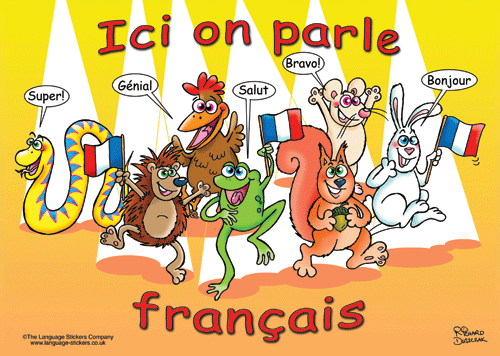 Ici on parle
Super!
Génial
Salut
Bravo!
Bonjour
français
©The Language Stickers Company
www.language-stickers.co.uk